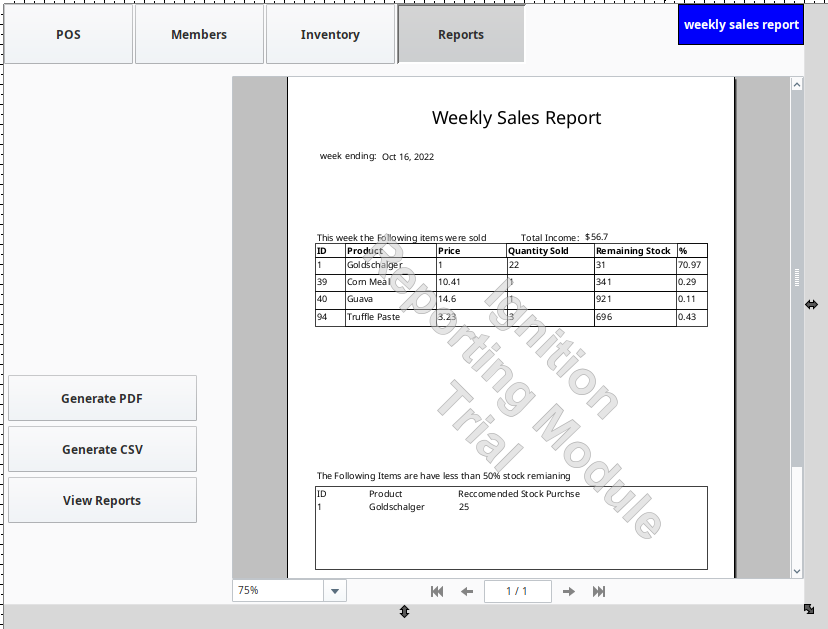 POS Members Inventory Reports weekly sales report
Weekly Sales Report
week ending: Oct 16, 2022
This week the Following items were sold Total Income: $56.7
ID Product Price Quantity Sold Remaining Stock %
1 Goldschalger 1 22 31 70.97
39 Corn Meal 10.41 1 341 0.29
40 Guava 14.6 1 921 0.11
94 Truffle Paste 3.23 3 696 0.43
Ignition
Reporting Module
Trial
Generate PDF
Generate CSV
View Reports
The Following Items are have less than 50% stock remianing
ID Product Reccomended Stock Purchse
1 Goldschalger 25
75% 1 / 1